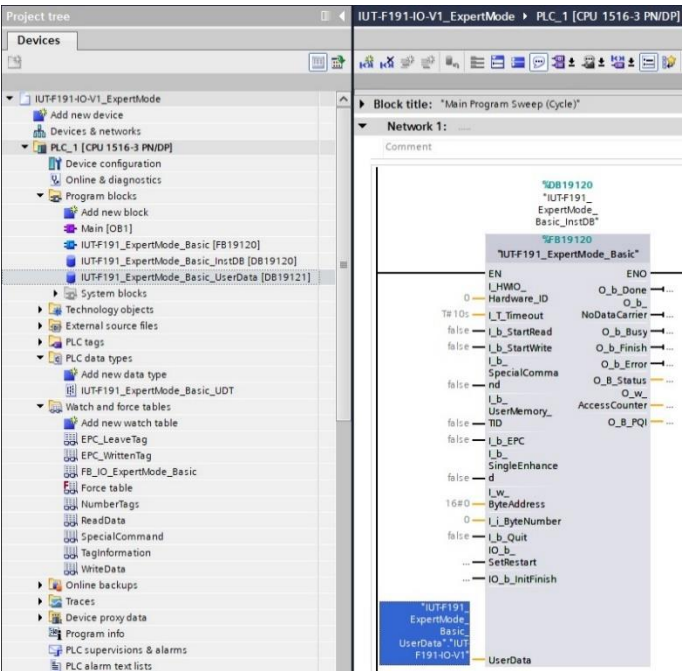 Project tree
Devices
IUT-F191-IO-V1_ExpertMode
Add new device
Devices & networks
PLC_1 [CPU 1516-3 PN/DP]
Device configuration
Online & diagnostics
Program blocks
Add new block
Main [OB1]
IUT-F191_ExpertMode_Basic [FB19120]
IUT-F191_ExpertMode_Basic_InstDB [DB19120]
IUT-F191_ExpertMode_Basic_UserData [DB19121]
System blocks
Technology objects
External source files
PLC tags
PLC data types
Add new data type
IUT-F191_ExpertMode_Basic_UDT
Watch and force tables
Add new watch table
EPC_LeaveTag
EPC_WrittenTag
FB_IO_ExpertMode_Basic
Force table
NumberTags
ReadData
SpecialCommand
TagInformation
WriteData
Online backups
Traces
Device proxy data
Program info
PLC supervisions & alarms
PLC alarm text lists
IUT-F191-IO-V1_ExpertMode ▸ PLC_1 [CPU 1516-3 PN/DP]
Block title: "Main Program Sweep (Cycle)"
Network 1: ....
Comment
%DB19120
"IUT-F191_
ExpertMode_
Basic_InstDB"
%FB19120
"IUT-F191_ExpertMode_Basic"
EN ENO
I_HWIO_
0 Hardware_ID
T#10s I_T_Timeout
false I_b_StartRead
false I_b_StartWrite
I_b_
SpecialComma
false nd
I_b_
UserMemory_
false TID
false I_b_EPC
I_b_
SingleEnhance
false d
I_w_
16#0 ByteAddress
0 I_i_ByteNumber
false I_b_Quit
IO_b_
... SetRestart
... IO_b_InitFinish
"IUT-F191_
ExpertMode_
Basic_
UserData"."IUT-
F191-IO-V1" UserData
O_b_Done ...
O_b_
NoDataCarrier ...
O_b_Busy ...
O_b_Finish ...
O_b_Error ...
O_B_Status ...
O_w_
AccessCounter ...
O_B_PQI ...